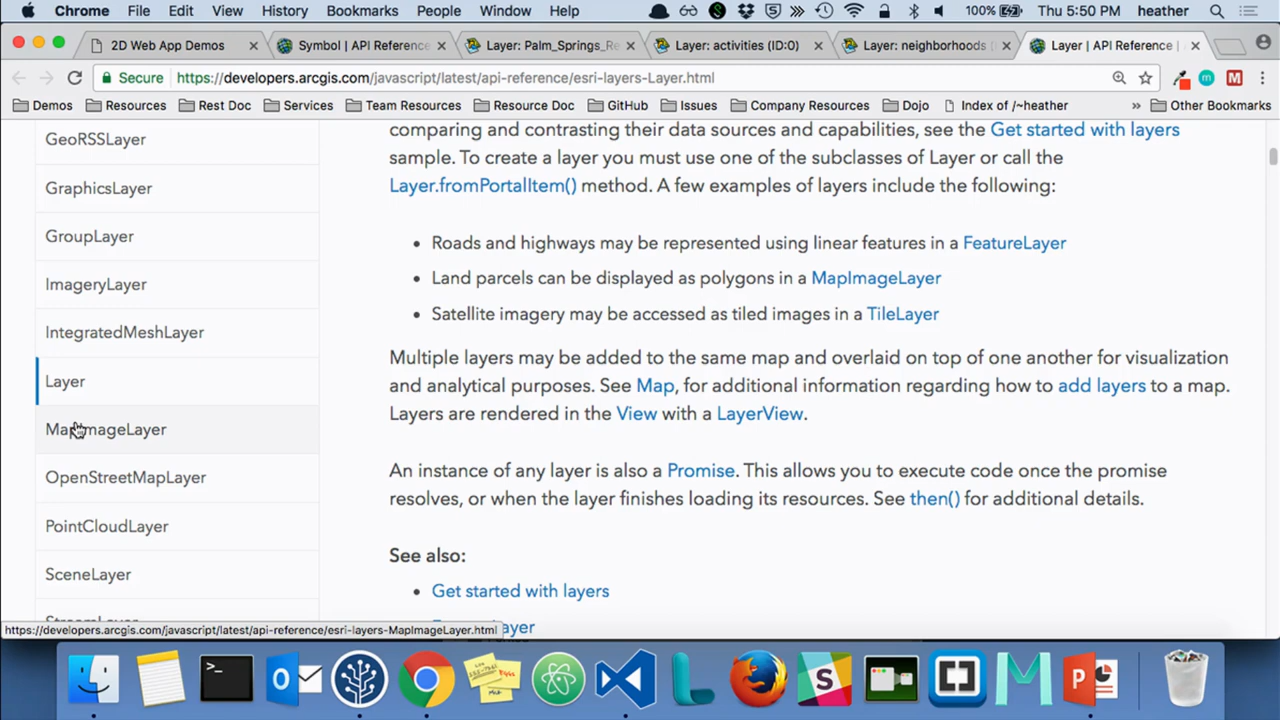 Chrome File Edit View History Bookmarks People Window Help 100% Thu 5:50 PM heather
2D Web App Demos Symbol | API Reference Layer: Palm_Springs_Re Layer: activities (ID:0) Layer: neighborhoods ( Layer | API Reference |
Secure https://developers.arcgis.com/javascript/latest/api-reference/esri-layers-Layer.html
Demos Resources Rest Doc Services Team Resources Resource Doc GitHub Issues Company Resources Dojo Index of /~heather » Other Bookmarks
GeoRSSLayer
GraphicsLayer
GroupLayer
ImageryLayer
IntegratedMeshLayer
Layer
MapImageLayer
OpenStreetMapLayer
PointCloudLayer
SceneLayer
comparing and contrasting their data sources and capabilities, see the Get started with layers
sample. To create a layer you must use one of the subclasses of Layer or call the
Layer.fromPortalItem() method. A few examples of layers include the following:
• Roads and highways may be represented using linear features in a FeatureLayer
• Land parcels can be displayed as polygons in a MapImageLayer
• Satellite imagery may be accessed as tiled images in a TileLayer
Multiple layers may be added to the same map and overlaid on top of one another for visualization
and analytical purposes. See Map, for additional information regarding how to add layers to a map.
Layers are rendered in the View with a LayerView.
An instance of any layer is also a Promise. This allows you to execute code once the promise
resolves, or when the layer finishes loading its resources. See then() for additional details.
See also:
• Get started with layers
https://developers.arcgis.com/javascript/latest/api-reference/esri-layers-MapImageLayer.html